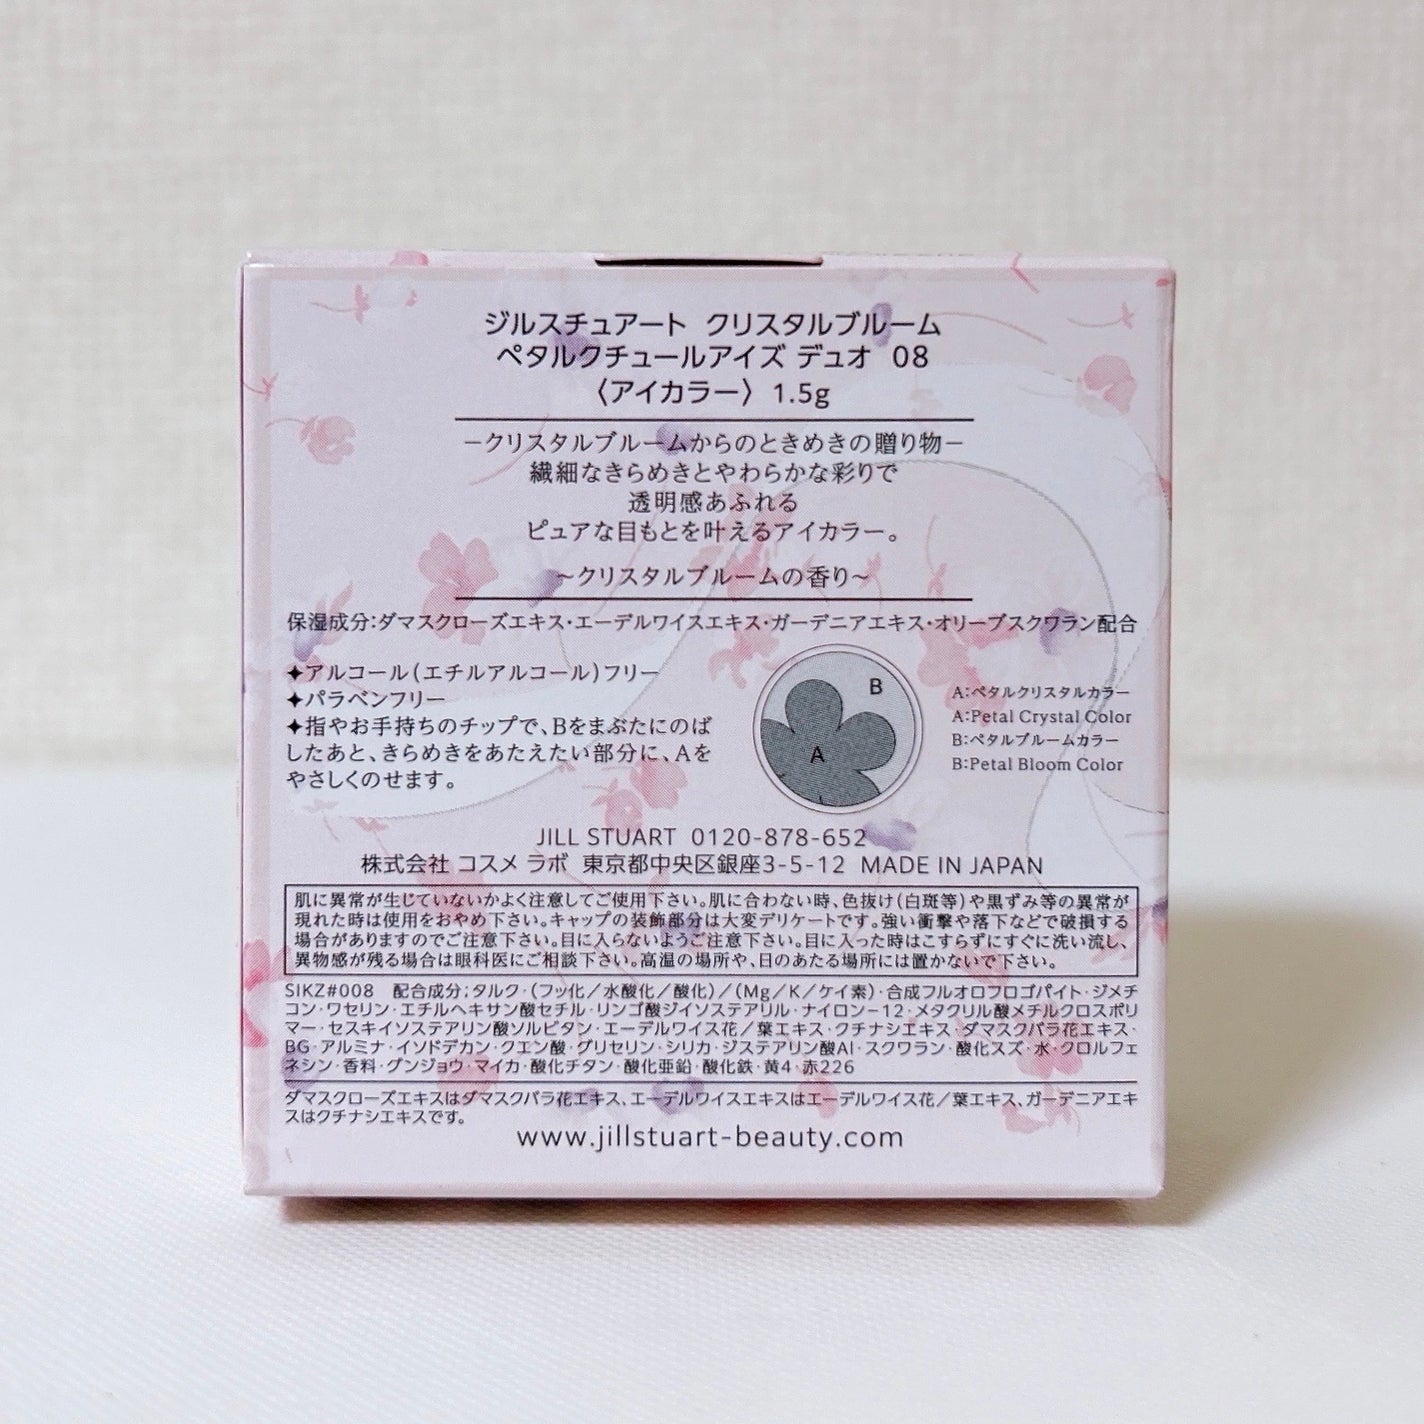 ジルスチュアート クリスタルブルーム
ペタルクチュールアイズ デュオ 08
〈アイカラー〉 1.5g
－クリスタルブルームからのときめきの贈り物－
繊細なきらめきとやわらかな彩りで
透明感あふれる
ピュアな目もとを叶えるアイカラー。
～クリスタルブルームの香り～
保湿成分:ダマスクローズエキス・エーデルワイスエキス・ガーデニアエキス・オリーブスクワラン配合
✦アルコール(エチルアルコール)フリー
✦パラベンフリー
✦指やお手持ちのチップで、Bをまぶたにのば
したあと、きらめきをあたえたい部分に、Aを
やさしくのせます。
B
A
A:ペタルクリスタルカラー
A:Petal Crystal Color
B:ペタルブルームカラー
B:Petal Bloom Color
JILL STUART 0120-878-652
株式会社 コスメ ラボ 東京都中央区銀座3-5-12 MADE IN JAPAN
肌に異常が生じていないかよく注意してご使用下さい。肌に合わない時、色抜け(白斑等)や黒ずみ等の異常が
現れた時は使用をおやめ下さい。キャップの装飾部分は大変デリケートです。強い衝撃や落下などで破損する
場合がありますのでご注意下さい。目に入らないようご注意下さい。目に入った時はこすらずにすぐに洗い流し、
異物感が残る場合は眼科医にご相談下さい。高温の場所や、日のあたる場所には置かないで下さい。
SIKZ#008 配合成分;タルク・(フッ化／水酸化／酸化)／(Mg／K／ケイ素)・合成フルオロフロゴパイト・ジメチ
コン・ワセリン・エチルヘキサン酸セチル・リンゴ酸ジイソステアリル・ナイロン−12・メタクリル酸メチルクロスポリ
マー・セスキイソステアリン酸ソルビタン・エーデルワイス花／葉エキス・クチナシエキス・ダマスクバラ花エキス・
BG・アルミナ・イソドデカン・クエン酸・グリセリン・シリカ・ジステアリン酸Al・スクワラン・酸化スズ・水・クロルフェ
ネシン・香料・グンジョウ・マイカ・酸化チタン・酸化亜鉛・酸化鉄・黄4・赤226
ダマスクローズエキスはダマスクバラ花エキス、エーデルワイスエキスはエーデルワイス花／葉エキス、ガーデニアエキ
スはクチナシエキスです。
www.jillstuart-beauty.com